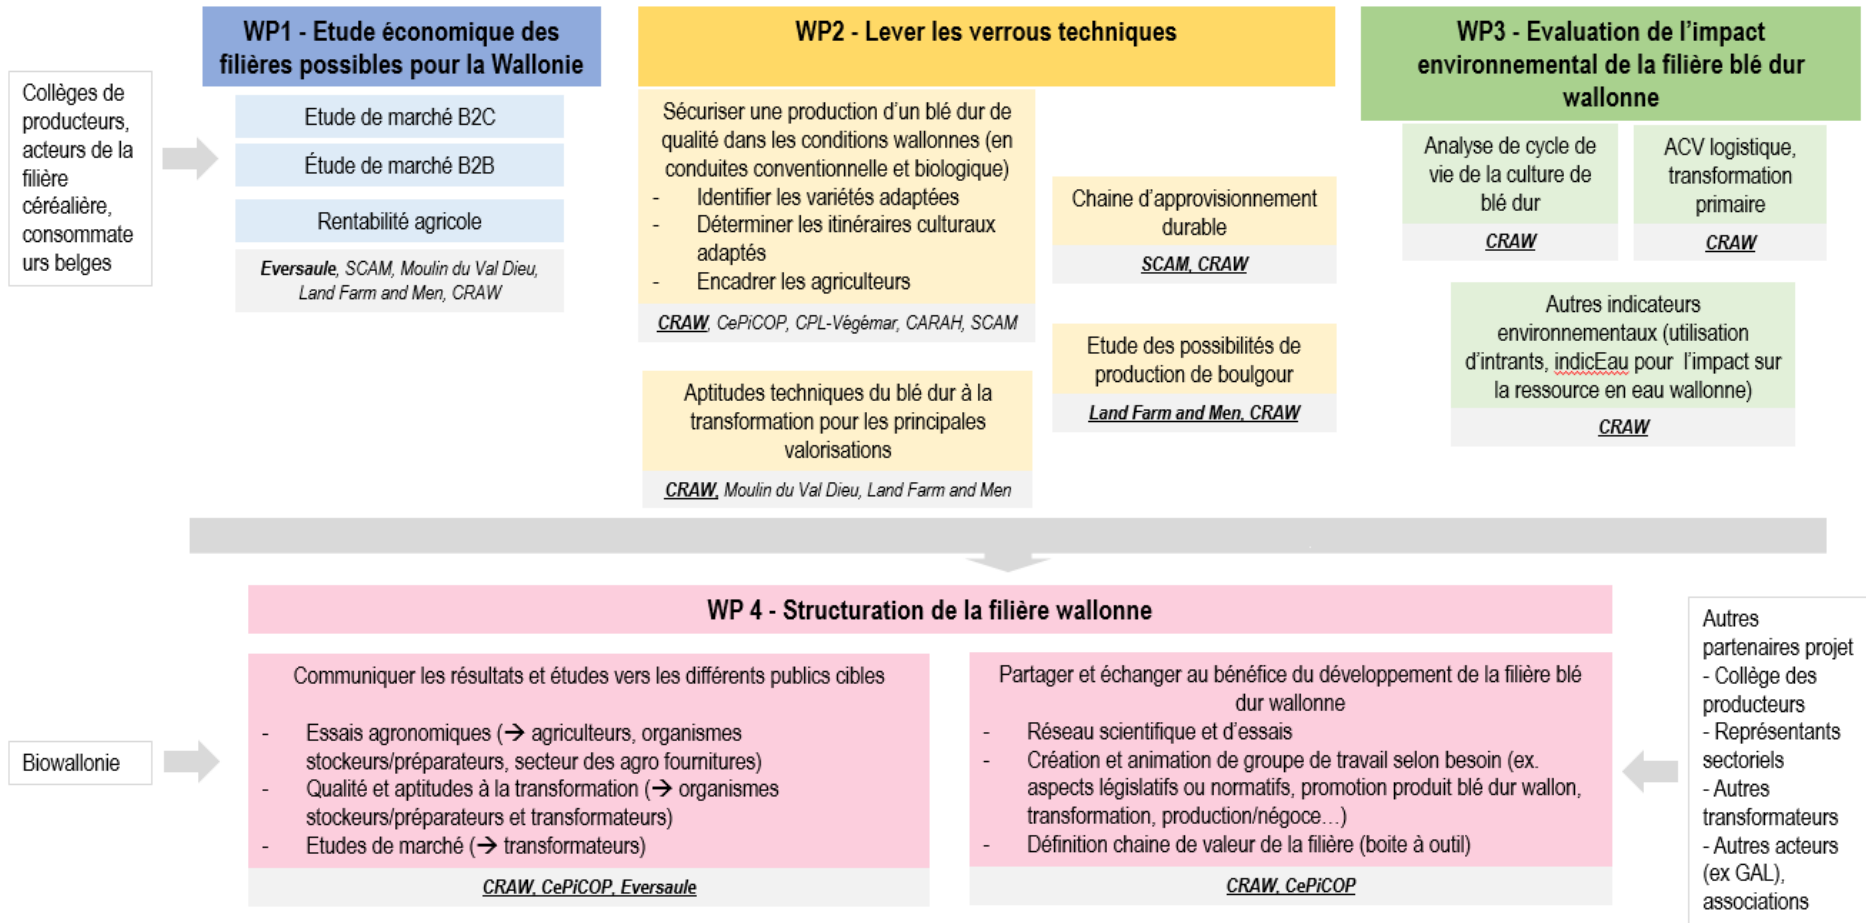 WP1 - Etude économique des
filières possibles pour la Wallonie
Collèges de
producteurs,
acteurs de la
filière
céréalière,
consommate
urs belges
Etude de marché B2C
Étude de marché B2B
Rentabilité agricole
Eversaule, SCAM, Moulin du Val Dieu,
Land Farm and Men, CRAW
WP2 - Lever les verrous techniques
Sécuriser une production d'un blé dur de
qualité dans les conditions wallonnes (en
conduites conventionnelle et biologique)
- Identifier les variétés adaptées
- Déterminer les itinéraires culturaux
adaptés
- Encadrer les agriculteurs
CRAW, CePiCOP, CPL-Végémar, CARAH, SCAM
Aptitudes techniques du blé dur à la
transformation pour les principales
valorisations
CRAW, Moulin du Val Dieu, Land Farm and Men
Chaine d'approvisionnement
durable
SCAM, CRAW
Etude des possibilités de
production de boulgour
Land Farm and Men, CRAW
WP3 - Evaluation de l'impact
environnemental de la filière blé dur
wallonne
Analyse de cycle de
vie de la culture de
blé dur
CRAW
ACV logistique,
transformation
primaire
CRAW
Autres indicateurs
environnementaux (utilisation
d'intrants, indicEau pour l'impact sur
la ressource en eau wallonne)
CRAW
WP 4 - Structuration de la filière wallonne
Biowallonie
Communiquer les résultats et études vers les différents publics cibles
- Essais agronomiques (→ agriculteurs, organismes
stockeurs/préparateurs, secteur des agro fournitures)
- Qualité et aptitudes à la transformation (→ organismes
stockeurs/préparateurs et transformateurs)
- Etudes de marché (→ transformateurs)
CRAW, CePiCOP, Eversaule
Partager et échanger au bénéfice du développement de la filière blé
dur wallonne
- Réseau scientifique et d'essais
- Création et animation de groupe de travail selon besoin (ex.
aspects législatifs ou normatifs, promotion produit blé dur wallon,
transformation, production/négoce…)
- Définition chaine de valeur de la filière (boite à outil)
CRAW, CePiCOP
Autres
partenaires projet
- Collège des
producteurs
- Représentants
sectoriels
- Autres
transformateurs
- Autres acteurs
(ex GAL),
associations